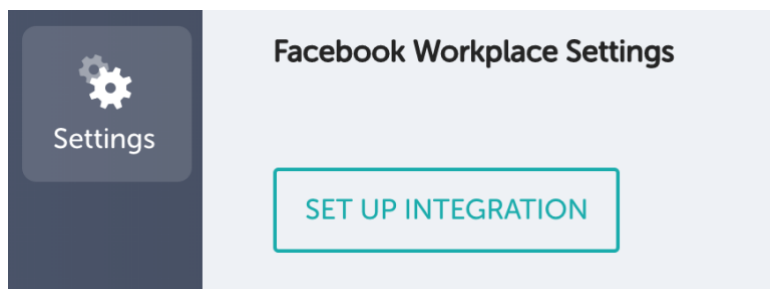 Facebook Workplace Settings
Settings
SET UP INTEGRATION